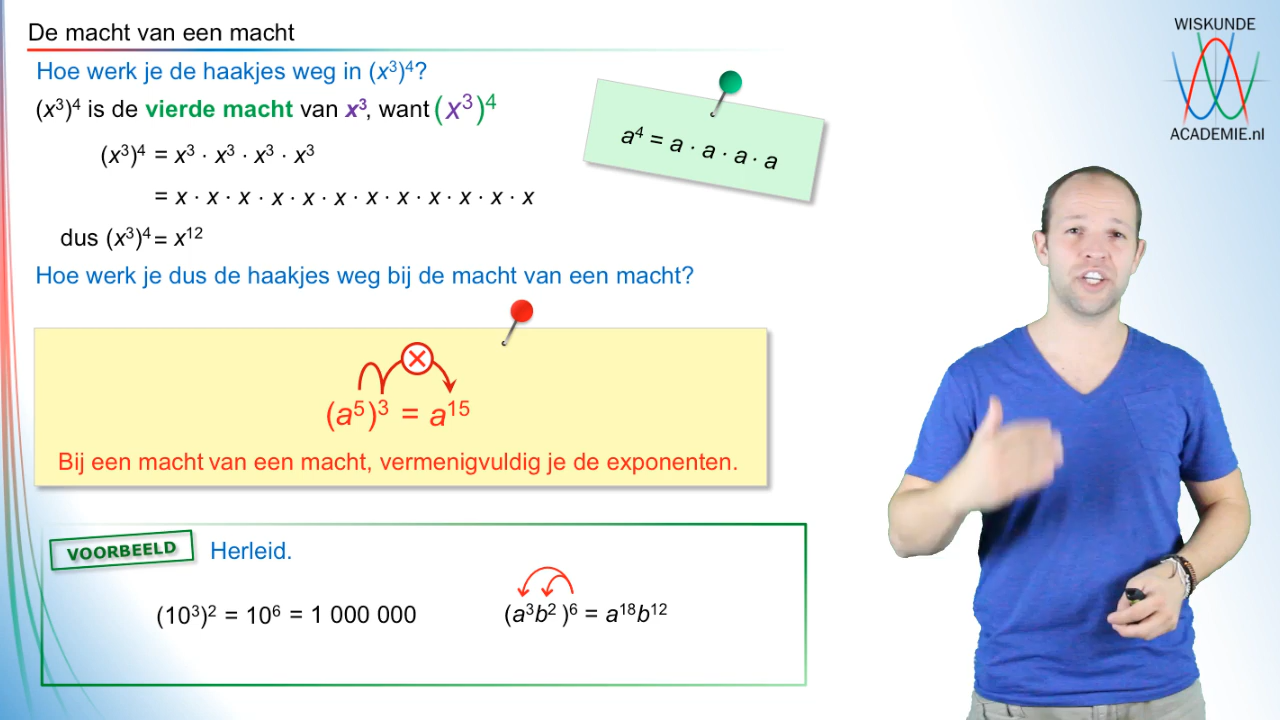 De macht van een macht
WISKUNDE
ACADEMIE.nl
Hoe werk je de haakjes weg in (x³)⁴?
(x³)⁴ is de vierde macht van x³, want (x³)⁴
a⁴ = a · a · a · a
(x³)⁴ = x³ · x³ · x³ · x³
= x · x · x · x · x · x · x · x · x · x · x · x
dus (x³)⁴ = x¹²
Hoe werk je dus de haakjes weg bij de macht van een macht?
(a⁵)³ = a¹⁵
Bij een macht van een macht, vermenigvuldig je de exponenten.
VOORBEELD Herleid.
(10³)² = 10⁶ = 1 000 000
(a³b²)⁶ = a¹⁸b¹²